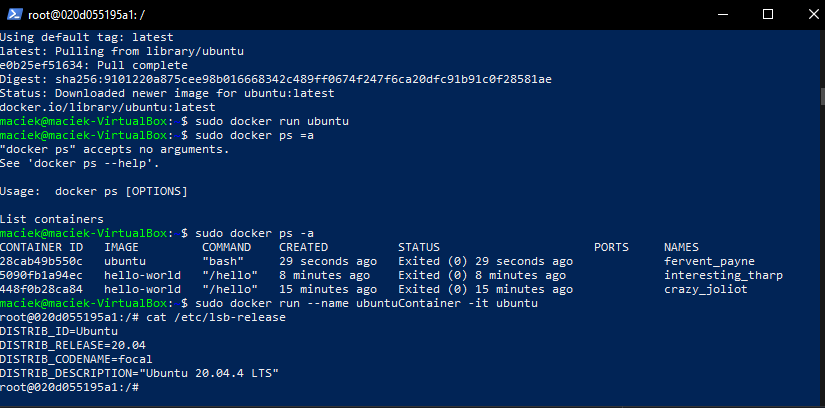 root@020d055195a1: /
Using default tag: latest
latest: Pulling from library/ubuntu
e0b25ef51634: Pull complete
Digest: sha256:9101220a875cee98b016668342c489ff0674f247f6ca20dfc91b91c0f28581ae
Status: Downloaded newer image for ubuntu:latest
docker.io/library/ubuntu:latest
maciek@maciek-VirtualBox: $ sudo docker run ubuntu
maciek@maciek-VirtualBox: $ sudo docker ps =a
"docker ps" accepts no arguments.
See 'docker ps --help'.
Usage:  docker ps [OPTIONS]
List containers
maciek@maciek-VirtualBox: $ sudo docker ps -a
CONTAINER ID   IMAGE         COMMAND    CREATED          STATUS                      PORTS     NAMES
28cab49b550c   ubuntu        "bash"     29 seconds ago   Exited (0) 29 seconds ago             fervent_payne
5090fb1a94ec   hello-world   "/hello"   8 minutes ago    Exited (0) 8 minutes ago              interesting_tharp
448f0b28ca84   hello-world   "/hello"   15 minutes ago   Exited (0) 15 minutes ago             crazy_joliot
maciek@maciek-VirtualBox: $ sudo docker run --name ubuntuContainer -it ubuntu
root@020d055195a1:/# cat /etc/lsb-release
DISTRIB_ID=Ubuntu
DISTRIB_RELEASE=20.04
DISTRIB_CODENAME=focal
DISTRIB_DESCRIPTION="Ubuntu 20.04.4 LTS"
root@020d055195a1:/#